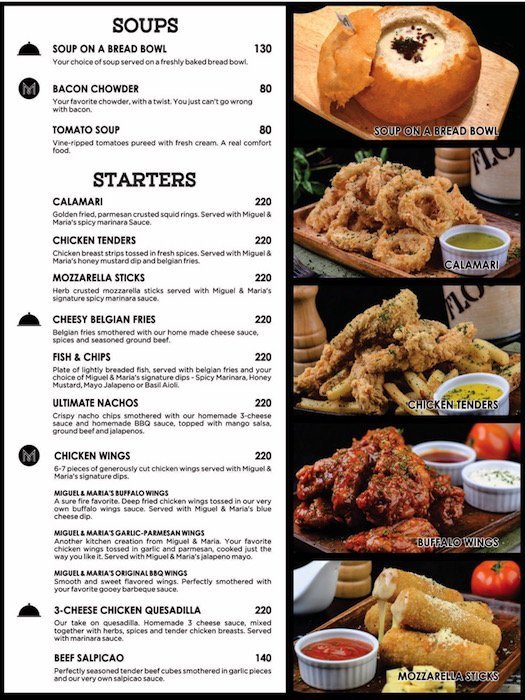 SOUPS
SOUP ON A BREAD BOWL 130
Your choice of soup served on a freshly baked bread bowl.
BACON CHOWDER 80
Your favorite chowder, with a twist. You just can't go wrong
with bacon.
TOMATO SOUP 80
Vine-ripped tomatoes pureed with fresh cream. A real comfort
food.
STARTERS
CALAMARI 220
Golden fried, parmesan crusted squid rings. Served with Miguel &
Maria's spicy marinara Sauce.
CHICKEN TENDERS 220
Chicken breast strips tossed in fresh spices. Served with Miguel &
Maria's honey mustard dip and belgian fries.
MOZZARELLA STICKS 220
Herb crusted mozzarella sticks served with Miguel & Maria's
signature spicy marinara sauce.
CHEESY BELGIAN FRIES 220
Belgian fries smothered with our home made cheese sauce,
spices and seasoned ground beef.
FISH & CHIPS 220
Plate of lightly breaded fish, served with belgian fries and your
choice of Miguel & Maria's signature dips - Spicy Marinara, Honey
Mustard, Mayo Jalapeno or Basil Aioli.
ULTIMATE NACHOS 220
Crispy nacho chips smothered with our homemade 3-cheese
sauce and homemade BBQ sauce, topped with mango salsa,
ground beef and jalapenos.
M
CHICKEN WINGS 220
6-7 pieces of generously cut chicken wings served with Miguel &
Maria's signature dips.
MIGUEL & MARIA'S BUFFALO WINGS
A sure fire favorite. Deep fried chicken wings tossed in our very
own buffalo wings sauce. Served with Miguel & Maria's blue
cheese dip.
MIGUEL & MARIA'S GARLIC-PARMESAN WINGS
Another kitchen creation from Miguel & Maria. Your favorite
chicken wings tossed in garlic and parmesan, cooked just the
way you like it. Served with Miguel & Maria's jalapeno mayo.
MIGUEL & MARIA'S ORIGINAL BBQ WINGS
Smooth and sweet flavored wings. Perfectly smothered with
your favorite gooey barbeque sauce.
3-CHEESE CHICKEN QUESADILLA 220
Our take on quesadilla. Homemade 3 cheese sauce, mixed
together with herbs, spices and tender chicken breasts. Served
with marinara sauce.
BEEF SALPICAO 140
Perfectly seasoned tender beef cubes smothered in garlic pieces
and our very own salpicao sauce.
SOUP ON A BREAD BOWL
FLO
CALAMARI
FLO
CHICKEN TENDERS
BUFFALO WINGS
MOZZARELLA STICKS